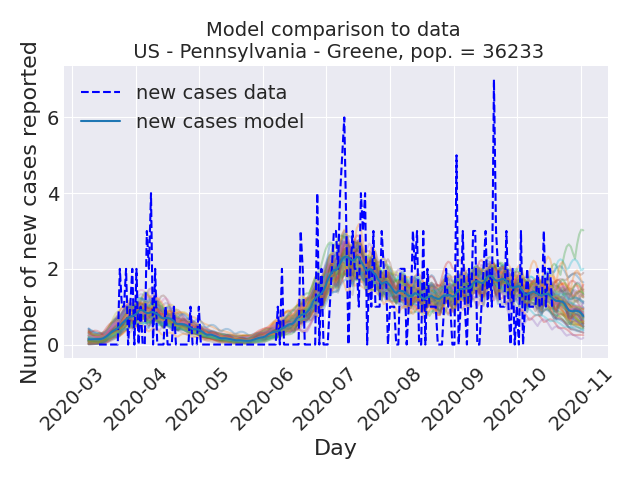 Model comparison to data
US - Pennsylvania - Greene, pop. = 36233
Number of new cases reported
new cases data
new cases model
6
4
2
0
2020-03
2020-04
2020-05
2020-06
2020-07
2020-08
2020-09
2020-10
2020-11
Day